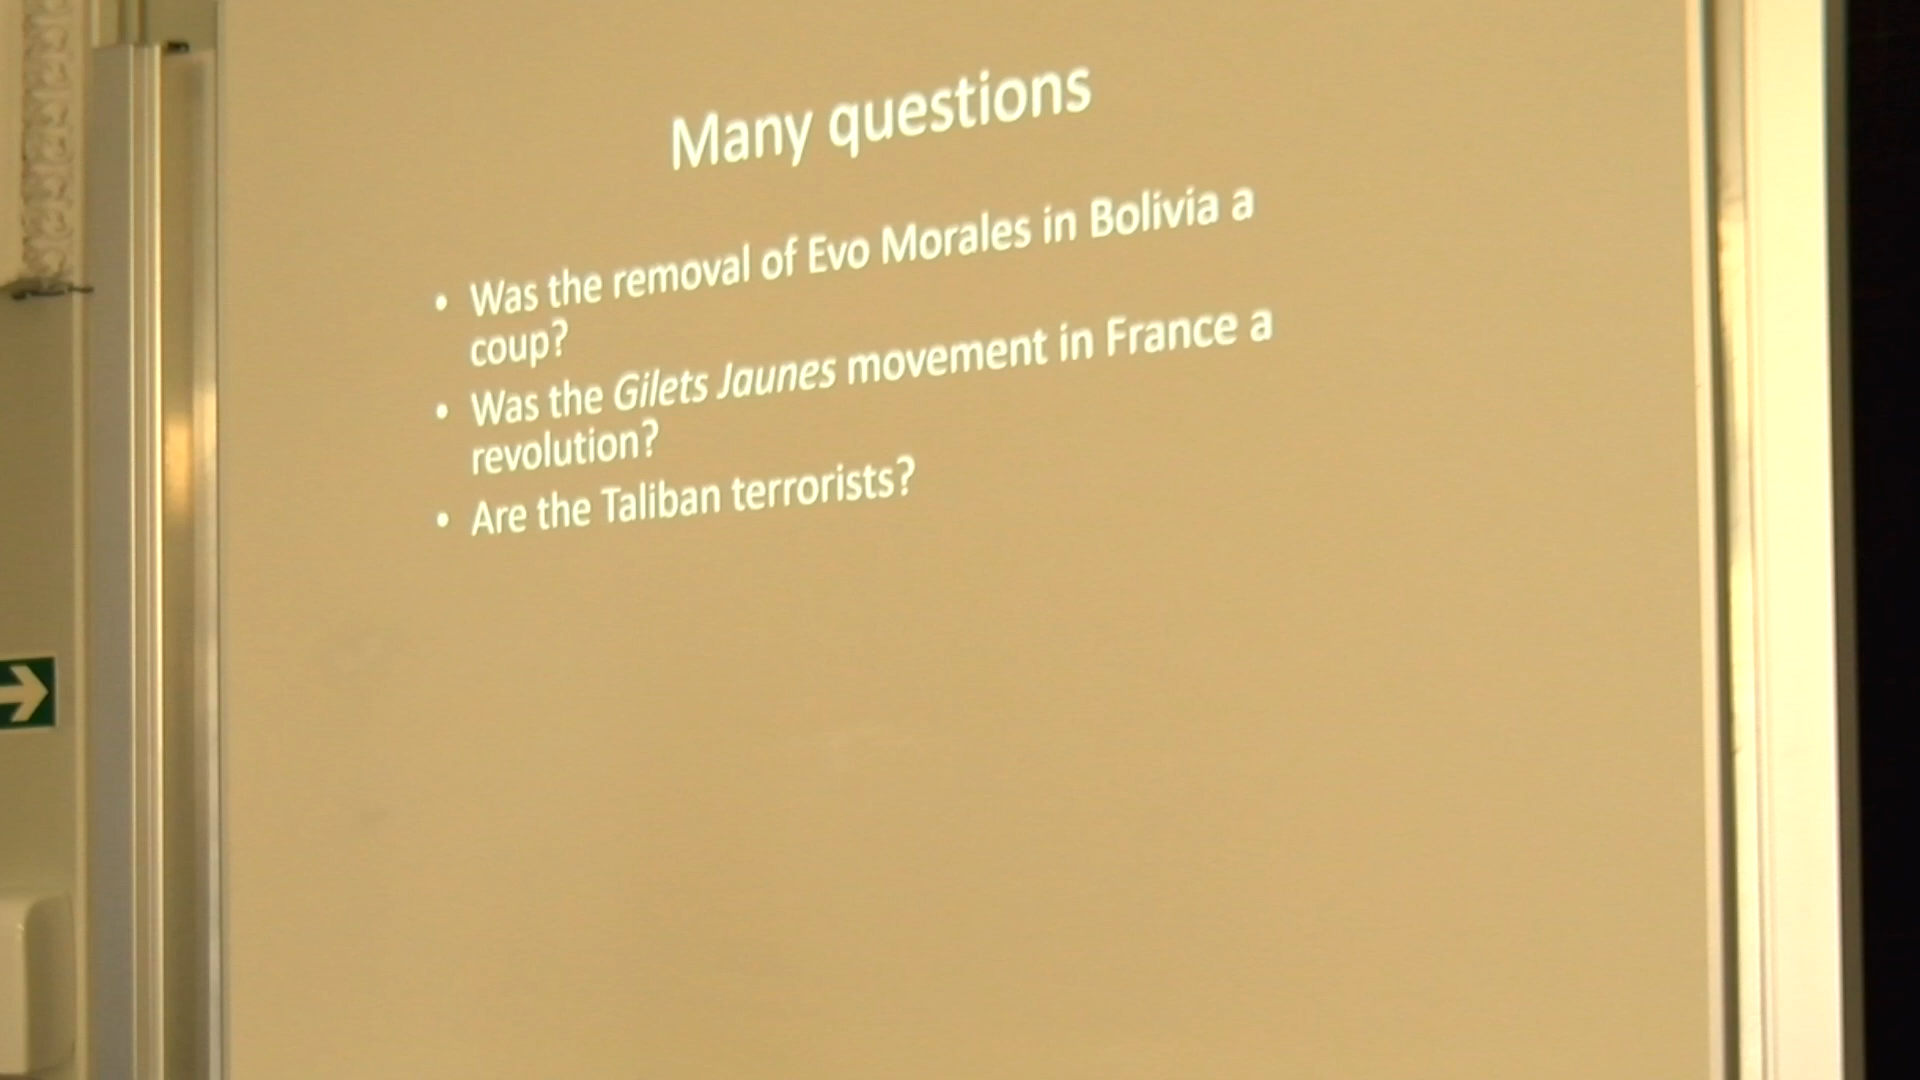 Many questions
• Was the removal of Evo Morales in Bolivia a
coup?
• Was the Gilets Jaunes movement in France a
revolution?
• Are the Taliban terrorists?